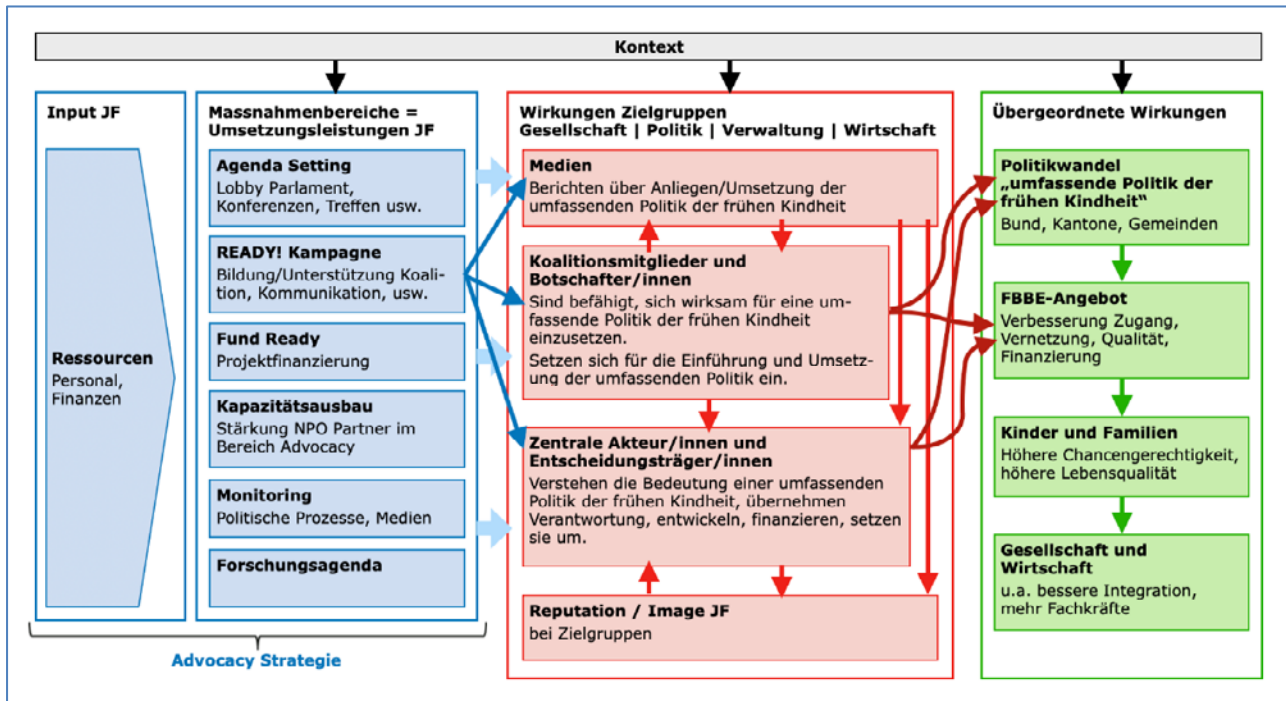 Kontext
Input JF
Ressourcen
Personal,
Finanzen
Massnahmenbereiche =
Umsetzungsleistungen JF
Agenda Setting
Lobby Parlament,
Konferenzen, Treffen usw.
READY! Kampagne
Bildung/Unterstützung Koali-
tion, Kommunikation, usw.
Fund Ready
Projektfinanzierung
Kapazitätsausbau
Stärkung NPO Partner im
Bereich Advocacy
Monitoring
Politische Prozesse, Medien
Forschungsagenda
Advocacy Strategie
Wirkungen Zielgruppen
Gesellschaft | Politik | Verwaltung | Wirtschaft
Medien
Berichten über Anliegen/Umsetzung der
umfassenden Politik der frühen Kindheit
Koalitionsmitglieder und
Botschafter/innen
Sind befähigt, sich wirksam für eine um-
fassende Politik der frühen Kindheit
einzusetzen.
Setzen sich für die Einführung und Umsetz-
ung der umfassenden Politik ein.
Zentrale Akteur/innen und
Entscheidungsträger/innen
Verstehen die Bedeutung einer umfassenden
Politik der frühen Kindheit, übernehmen
Verantwortung, entwickeln, finanzieren, setzen
sie um.
Reputation / Image JF
bei Zielgruppen
Übergeordnete Wirkungen
Politikwandel
„umfassende Politik der
frühen Kindheit“
Bund, Kantone, Gemeinden
FBBE-Angebot
Verbesserung Zugang,
Vernetzung, Qualität,
Finanzierung
Kinder und Familien
Höhere Chancengerechtigkeit,
höhere Lebensqualität
Gesellschaft und
Wirtschaft
u.a. bessere Integration,
mehr Fachkräfte